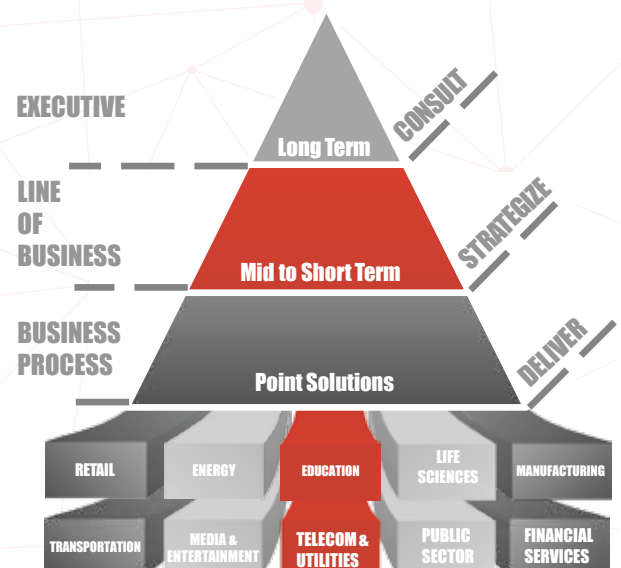 EXECUTIVE
CONSULT
Long Term
LINE
OF
BUSINESS
STRATEGIZE
Mid to Short Term
BUSINESS
PROCESS
DELIVER
Point Solutions
RETAIL
ENERGY
EDUCATION
LIFE
SCIENCES
MANUFACTURING
TRANSPORTATION
MEDIA &
ENTERTAINMENT
TELECOM &
UTILITIES
PUBLIC
SECTOR
FINANCIAL
SERVICES